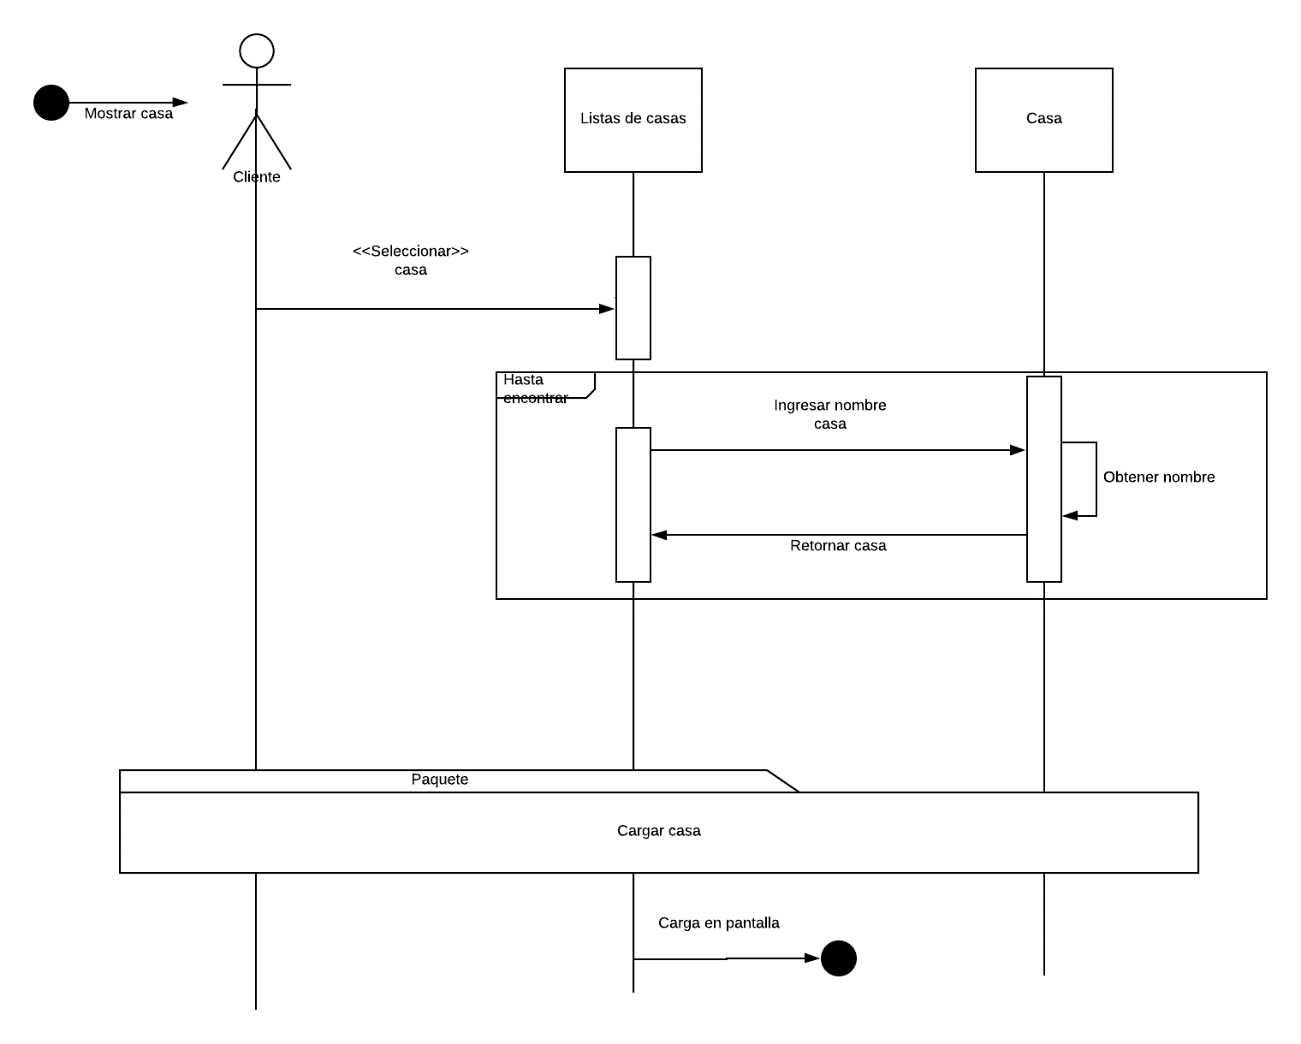 Mostrar casa
Cliente
Listas de casas
Casa
<<Seleccionar>>
casa
Hasta
encontrar
Ingresar nombre
casa
Obtener nombre
Retornar casa
Paquete
Cargar casa
Carga en pantalla